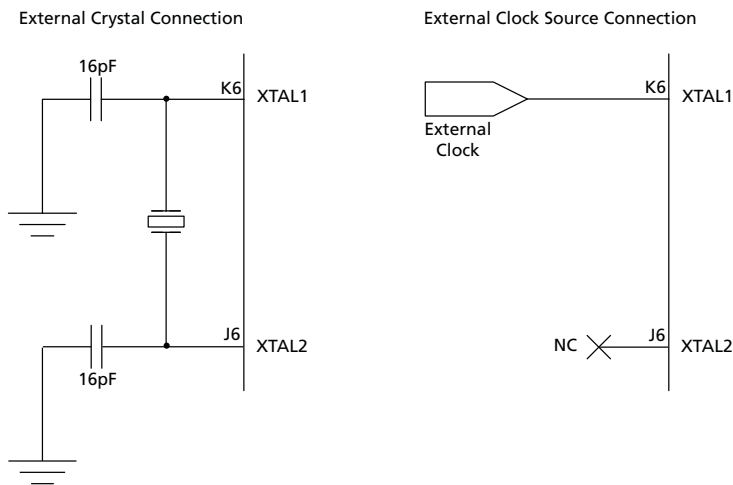 External Crystal Connection
16pF
K6
XTAL1
J6
XTAL2
16pF
External Clock Source Connection
K6
XTAL1
External
Clock
NC
J6
XTAL2